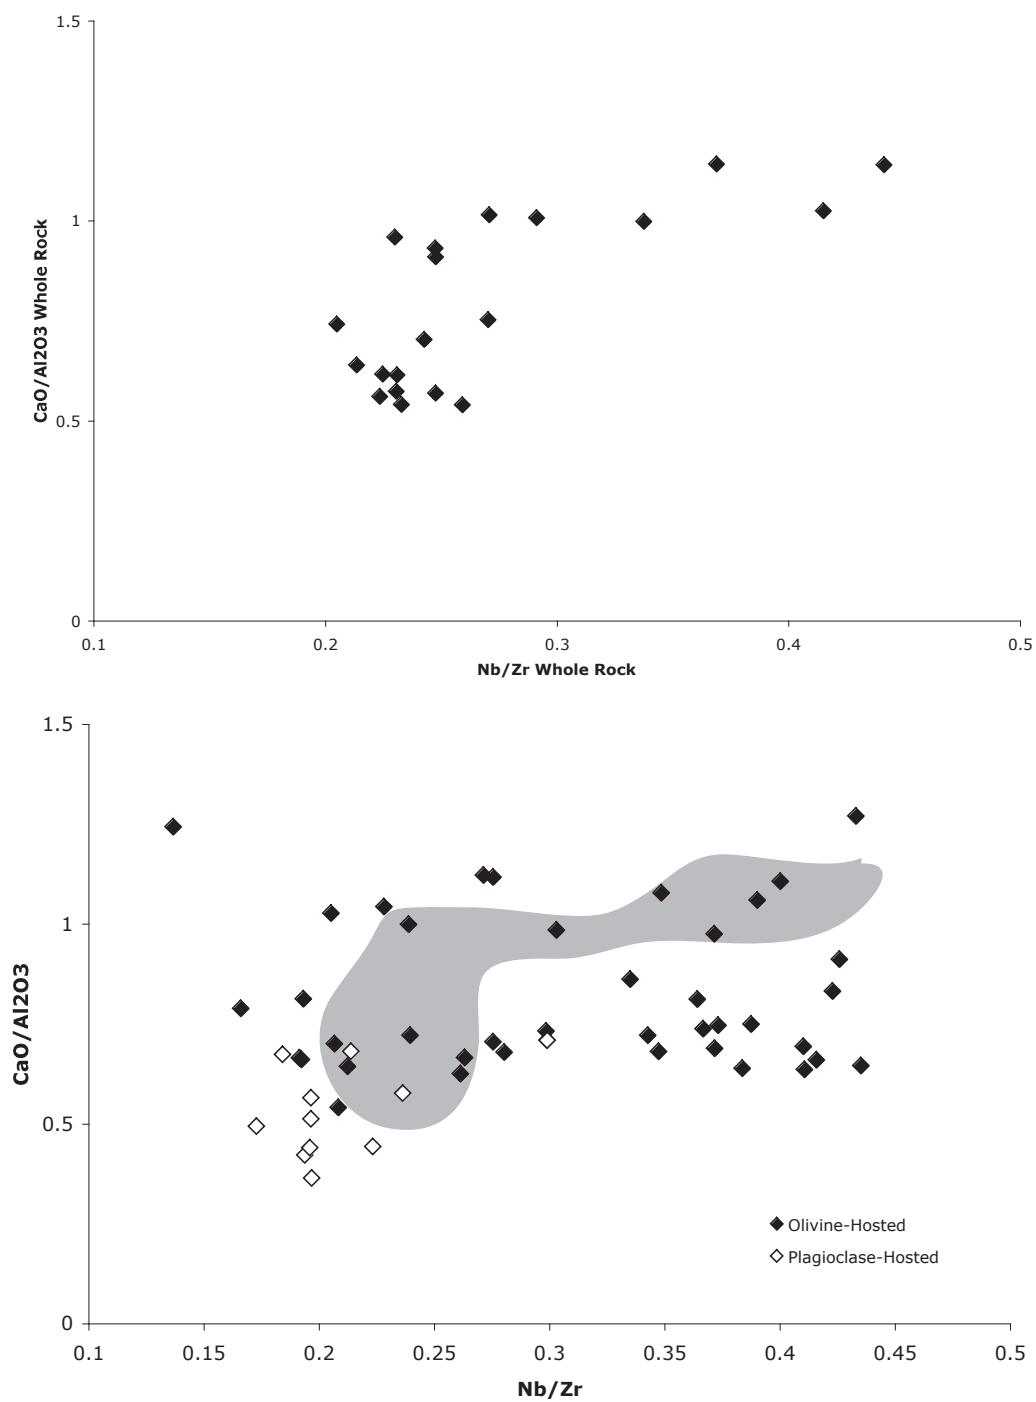 1.5
1
0.5
0
CaO/Al2O3 Whole Rock
0.1 0.2 0.3 0.4 0.5
Nb/Zr Whole Rock
1.5
1
0.5
0
CaO/Al2O3
Olivine-Hosted
Plagioclase-Hosted
0.1 0.15 0.2 0.25 0.3 0.35 0.4 0.45 0.5
Nb/Zr